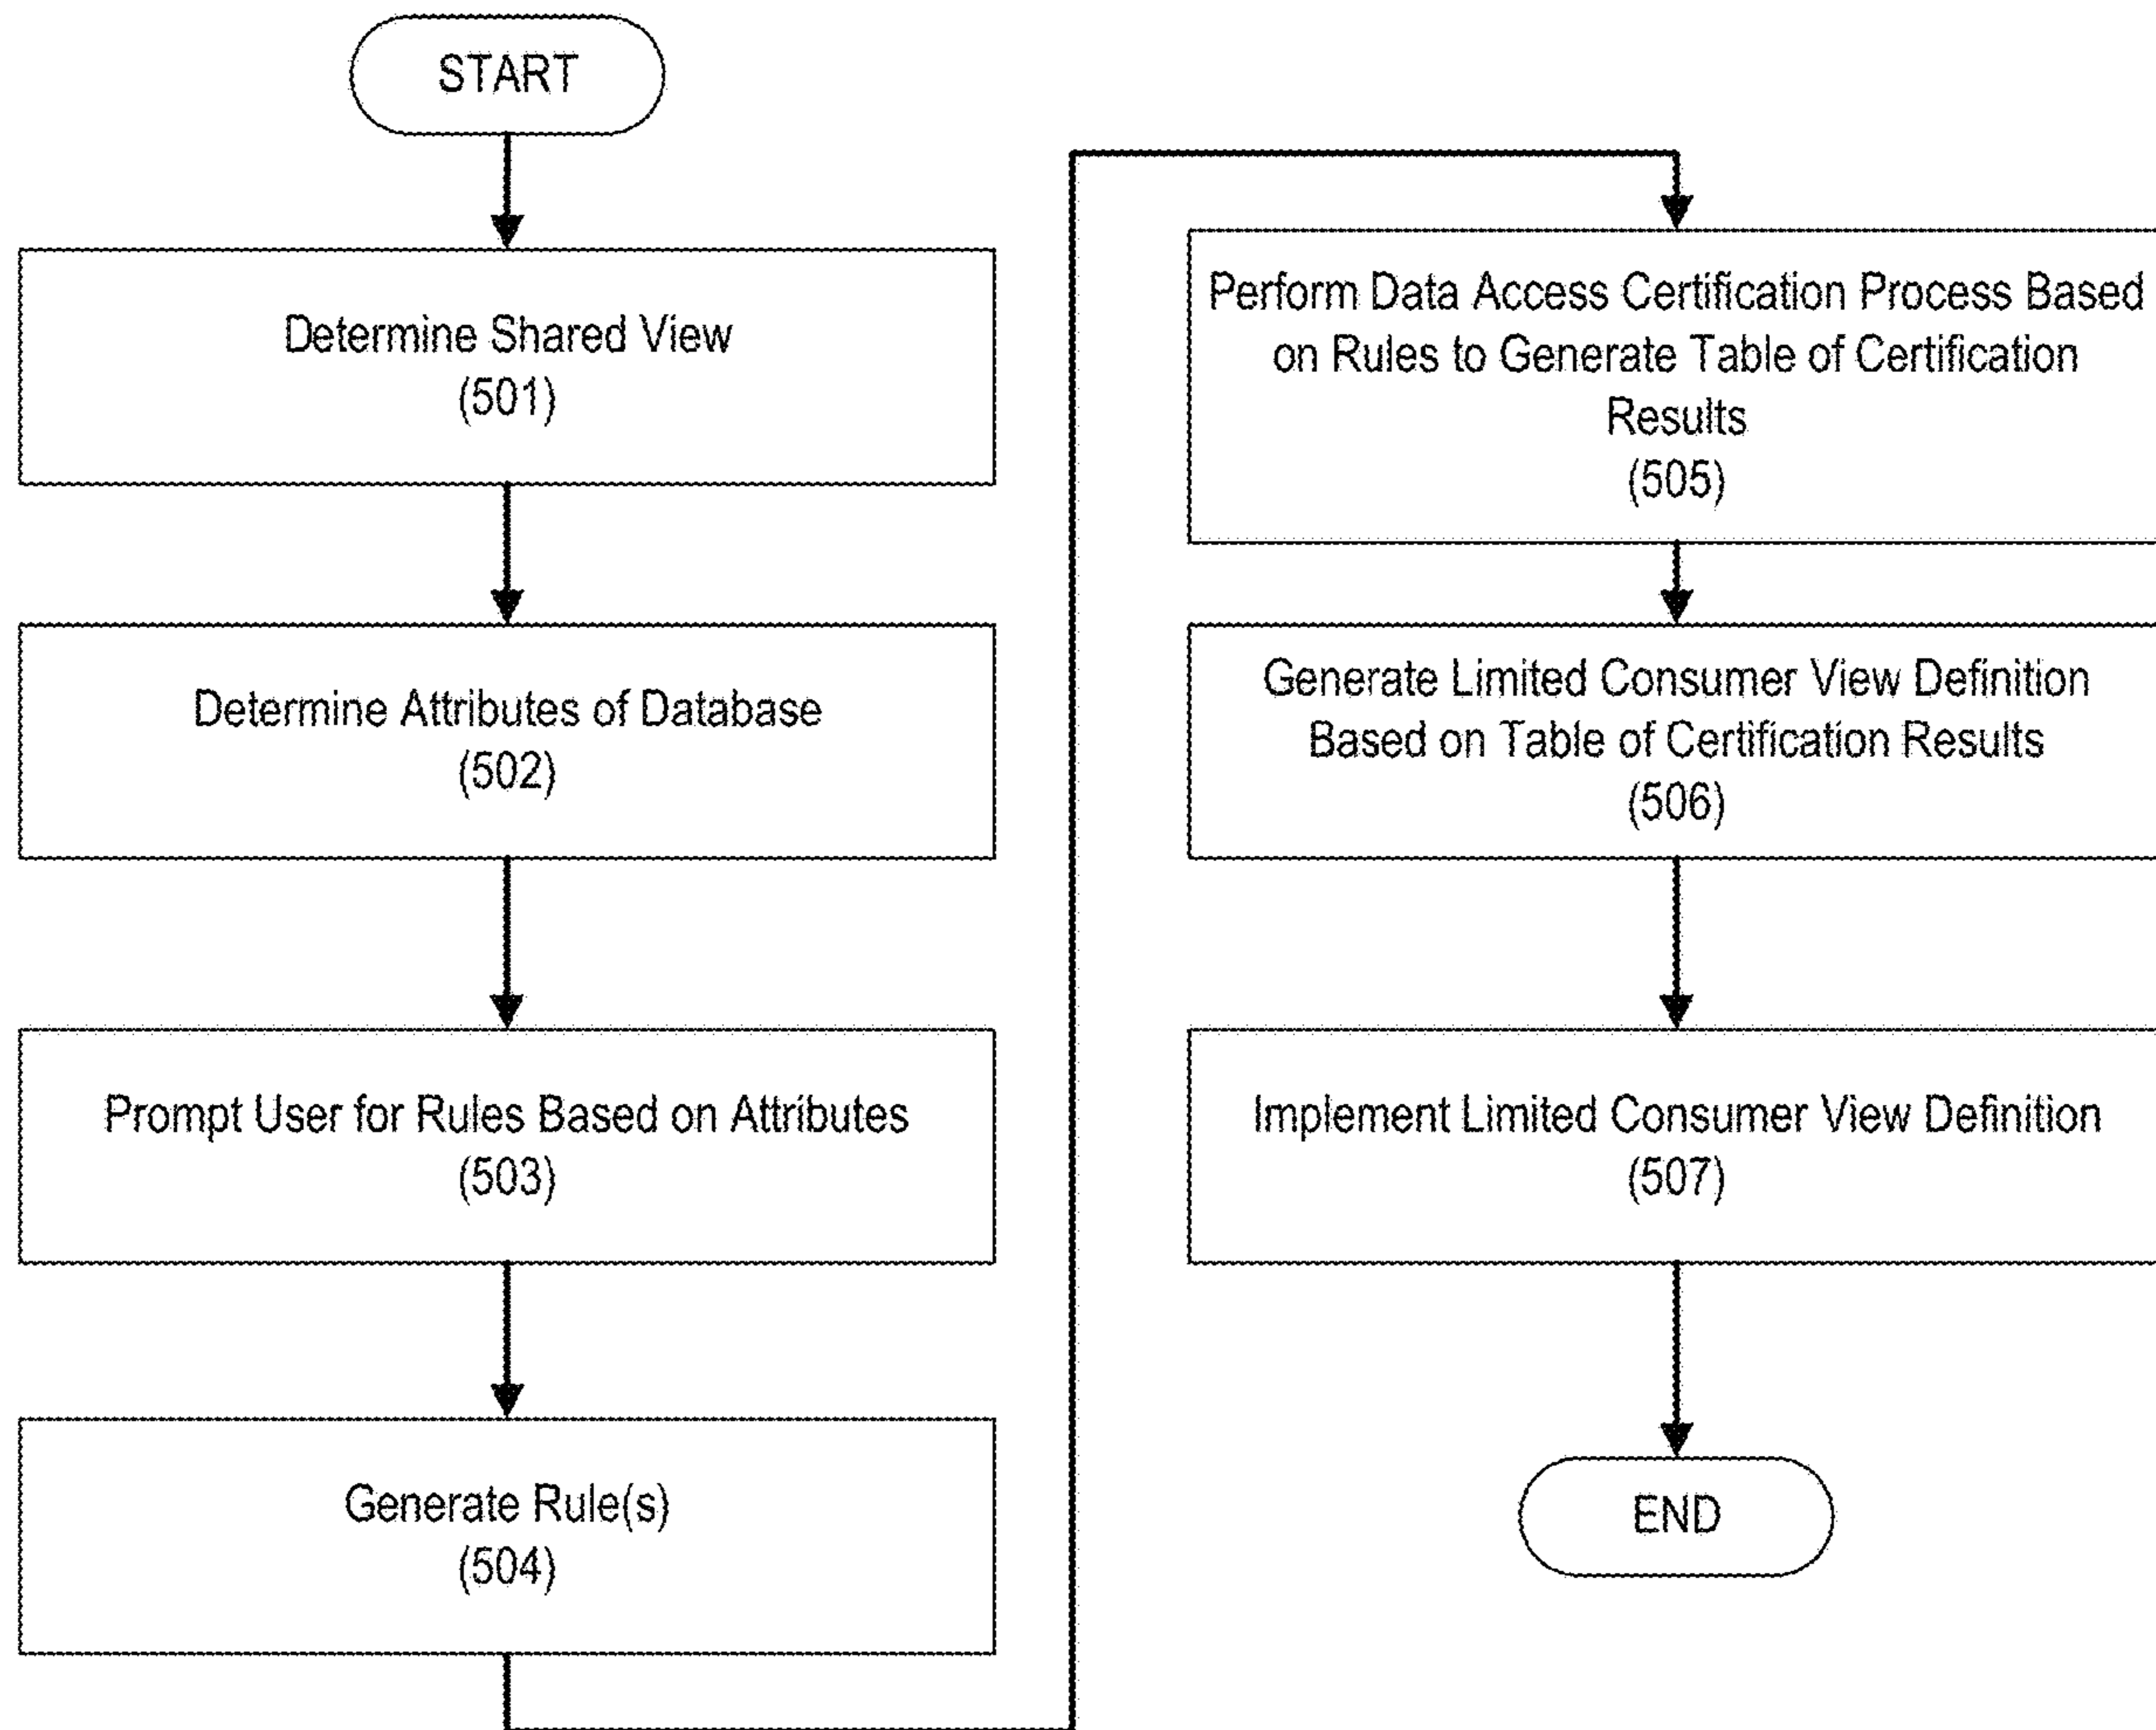 START
Determine Shared View
(501)
Determine Attributes of Database
(502)
Prompt User for Rules Based on Attributes
(503)
Generate Rule(s)
(504)
Perform Data Access Certification Process Based
on Rules to Generate Table of Certification
Results
(505)
Generate Limited Consumer View Definition
Based on Table of Certification Results
(506)
Implement Limited Consumer View Definition
(507)
END